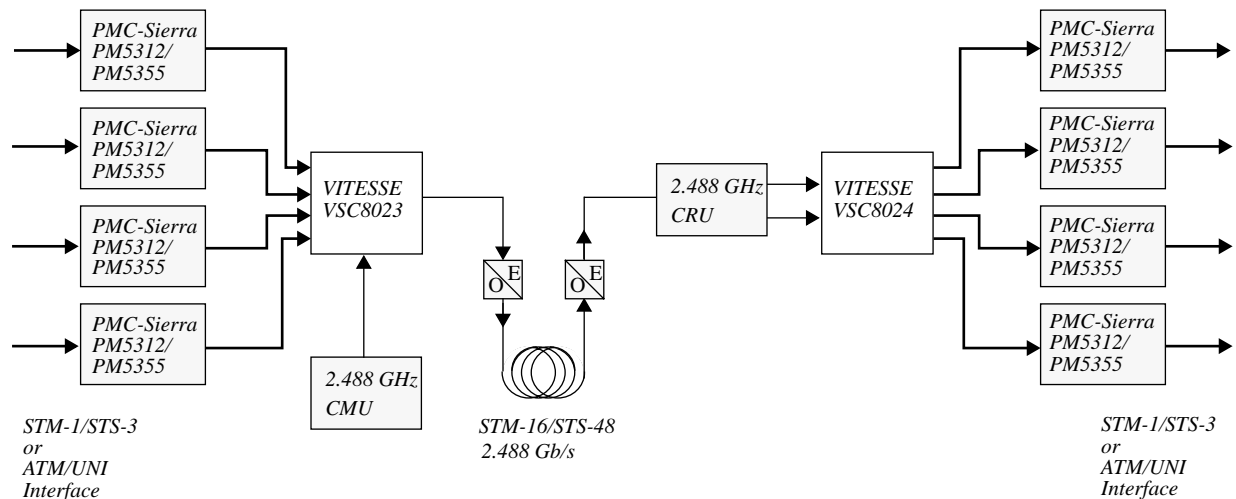 PMC-Sierra
PM5312/
PM5355
PMC-Sierra
PM5312/
PM5355
PMC-Sierra
PM5312/
PM5355
PMC-Sierra
PM5312/
PM5355
STM-1/STS-3
or
ATM/UNI
Interface
VITESSE
VSC8023
2.488 GHz
CMU
E
O
STM-16/STS-48
2.488 Gb/s
E
O
2.488 GHz
CRU
VITESSE
VSC8024
PMC-Sierra
PM5312/
PM5355
PMC-Sierra
PM5312/
PM5355
PMC-Sierra
PM5312/
PM5355
PMC-Sierra
PM5312/
PM5355
STM-1/STS-3
or
ATM/UNI
Interface